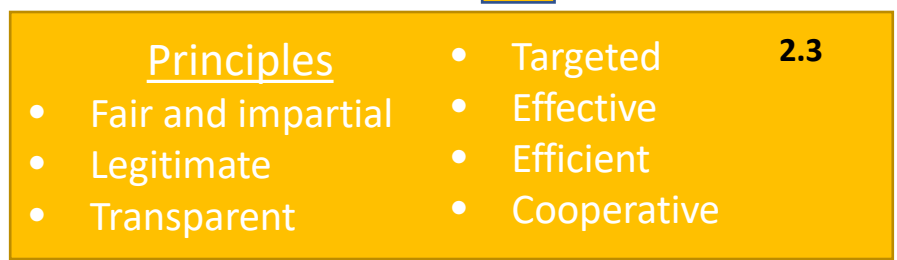 Principles
• Fair and impartial
• Legitimate
• Transparent
• Targeted
• Effective
• Efficient
• Cooperative
2.3